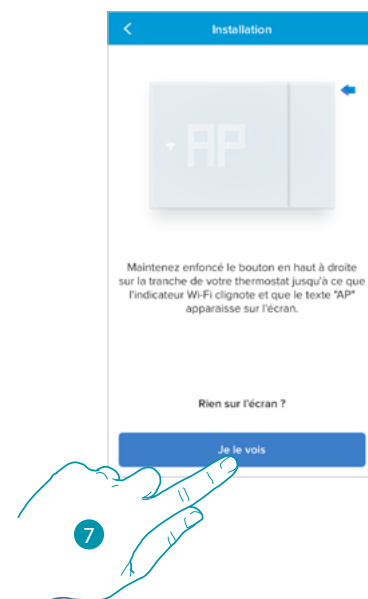 Installation
AP
Maintenez enfoncé le bouton en haut à droite
sur la tranche de votre thermostat jusqu'à ce que
l'indicateur Wi-Fi clignote et que le texte "AP"
apparaisse sur l'écran.
Rien sur l'écran ?
Je le vois
7